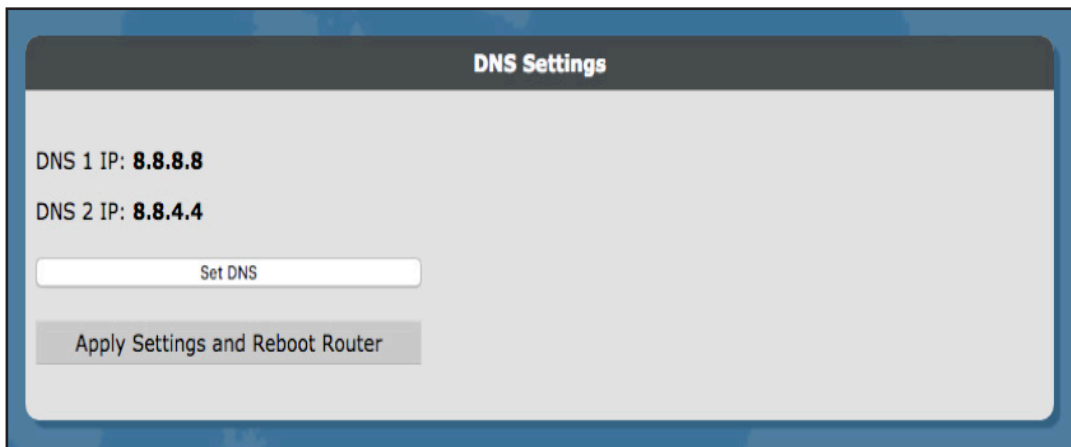 DNS Settings
DNS 1 IP: 8.8.8.8
DNS 2 IP: 8.8.4.4
Set DNS
Apply Settings and Reboot Router